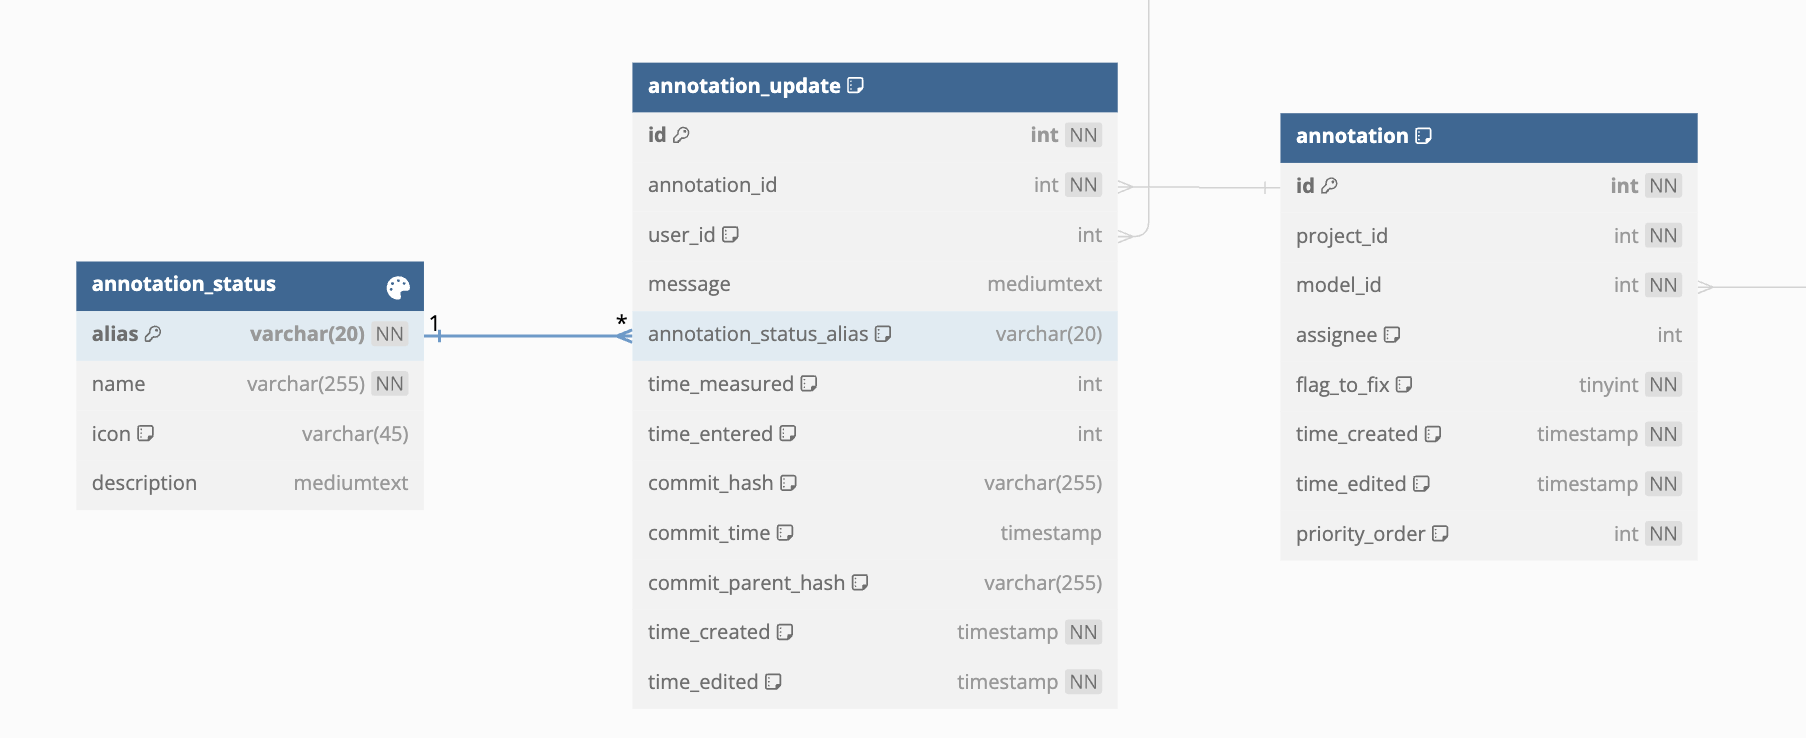 annotation_update
id int NN
annotation_id int NN
user_id int
message mediumtext
annotation_status_alias varchar(20)
time_measured int
time_entered int
commit_hash varchar(255)
commit_time timestamp
commit_parent_hash varchar(255)
time_created timestamp NN
time_edited timestamp NN
annotation
id int NN
project_id int NN
model_id int NN
assignee int
flag_to_fix tinyint NN
time_created timestamp NN
time_edited timestamp NN
priority_order int NN
annotation_status
alias varchar(20) NN
name varchar(255) NN
icon varchar(45)
description mediumtext
1 *